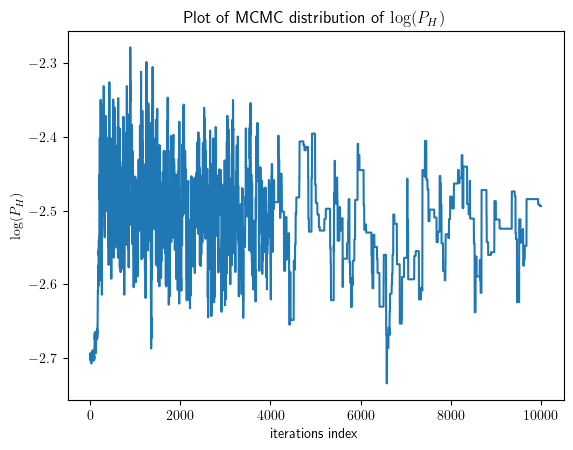 Plot of MCMC distribution of log(P_H)
−2.3
−2.4
−2.5
−2.6
−2.7
log(P_H)
0 2000 4000 6000 8000 10000
iterations index